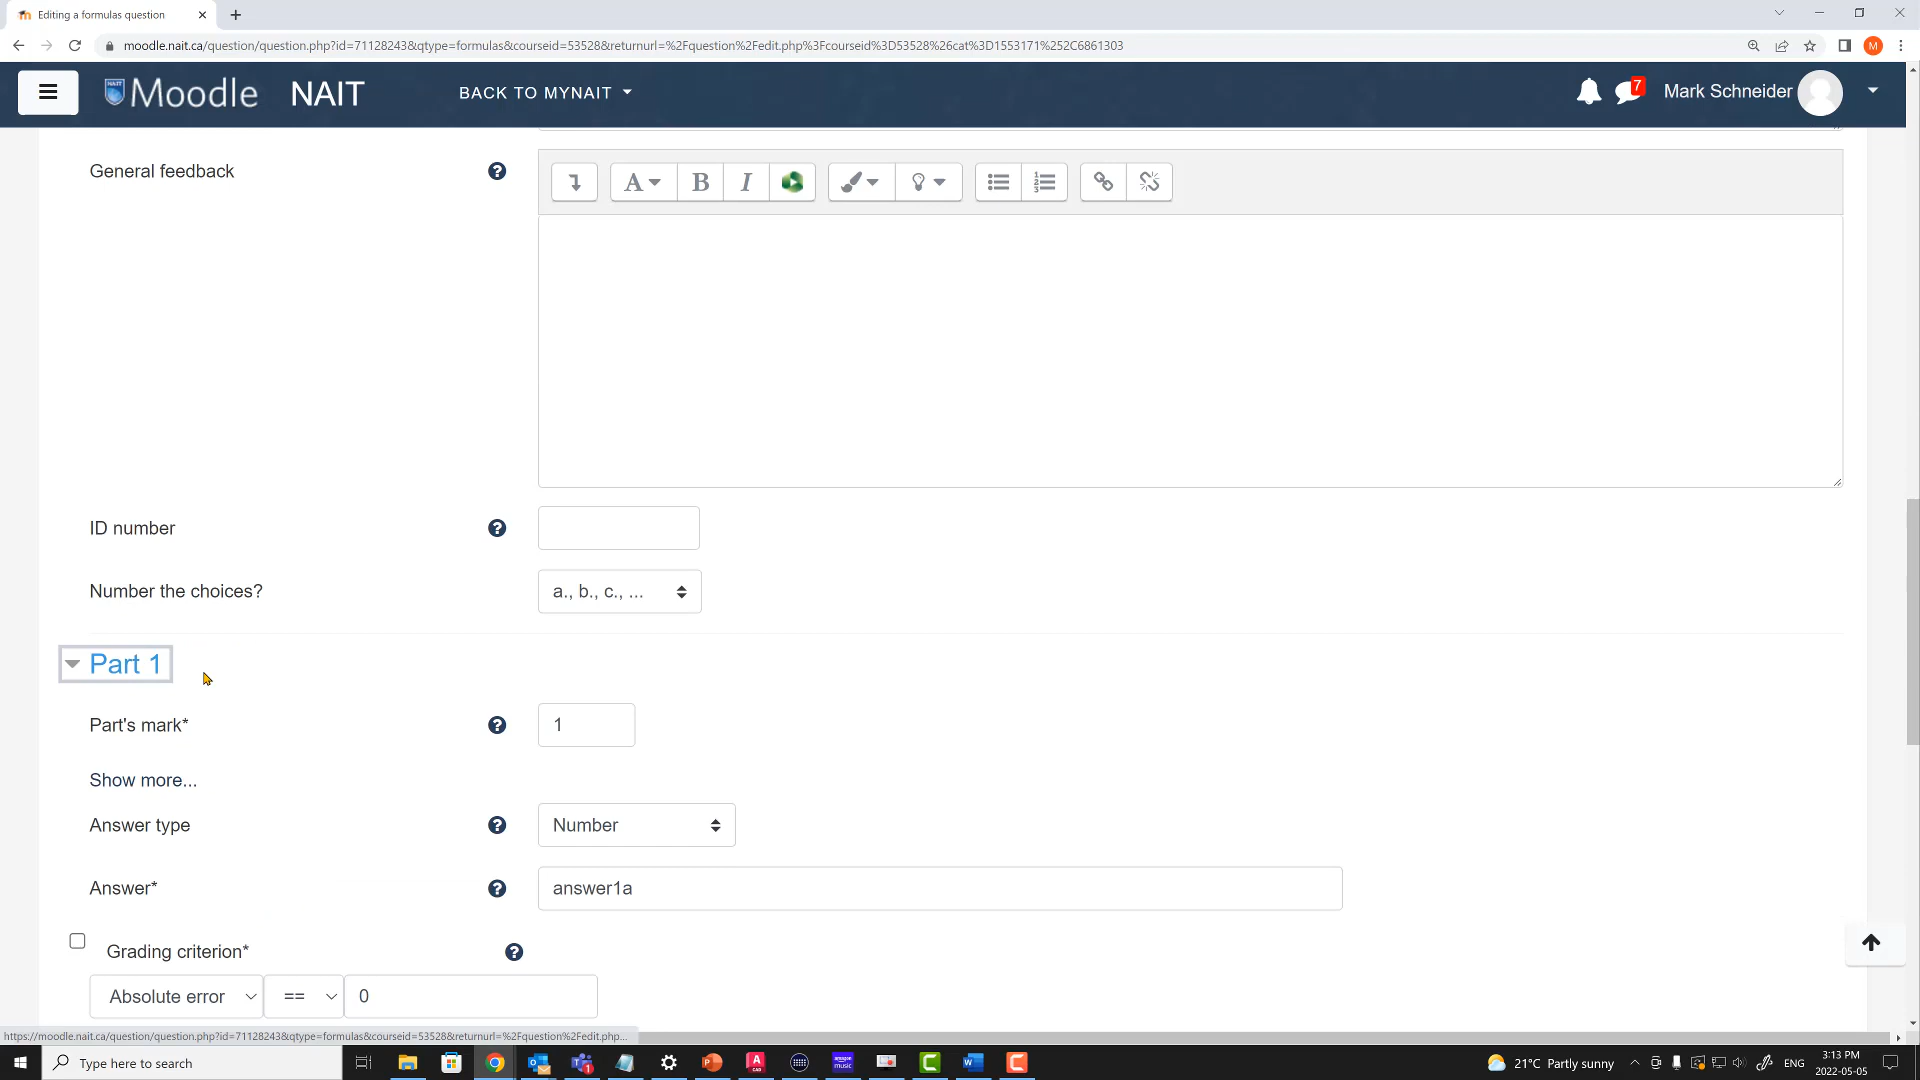 Editing a formulas question
moodle.nait.ca/question/question.php?id=71128243&qtype=formulas&courseid=53528&returnurl=%2Fquestion%2Fedit.php%3Fcourseid%3D53528%26cat%3D1553171%252C6861303
M
NAIT Moodle NAIT BACK TO MYNAIT 7 Mark Schneider
General feedback
A B I
ID number
Number the choices? a., b., c., ...
Part 1
Part's mark* 1
Show more...
Answer type Number
Answer* answer1a
Grading criterion*
Absolute error == 0
https://moodle.nait.ca/question/question.php?id=71128243&qtype=formulas&courseid=53528&returnurl=%2Fquestion%2Fedit.php...
Type here to search
amazon music
21°C Partly sunny
ENG
3:13 PM
2022-05-05